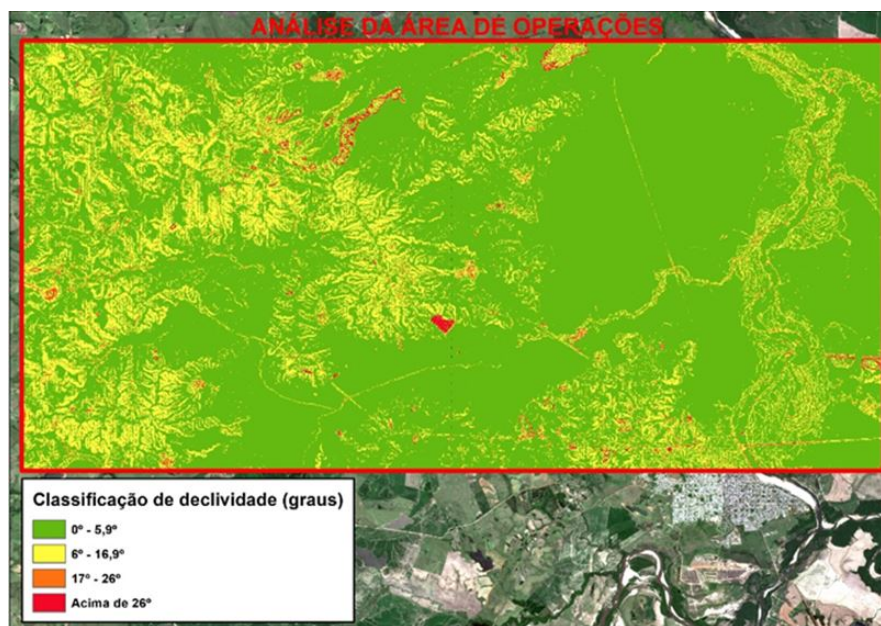 ANÁLISE DA ÁREA DE OPERAÇÕES
Classificação de declividade (graus)
0º - 5,9º
6º - 16,9º
17º - 26º
Acima de 26º